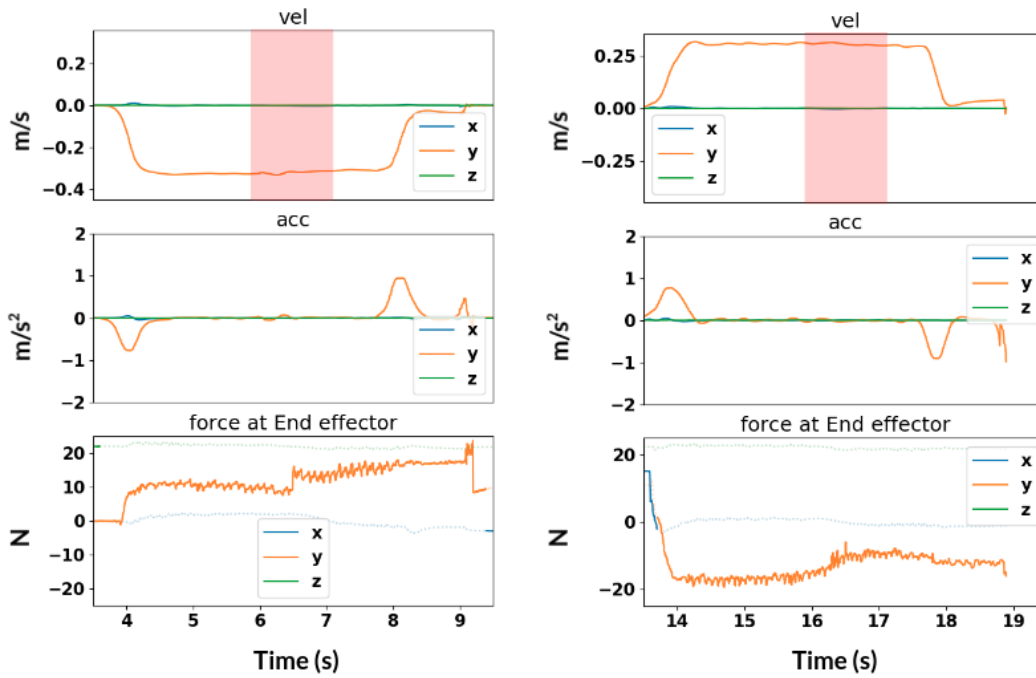 vel
m/s
0.2
0.0
−0.2
−0.4
x
y
z
acc
m/s²
2
1
0
−1
−2
x
y
z
force at End effector
N
20
10
0
−10
−20
x
y
z
4 5 6 7 8 9
Time (s)
vel
m/s
0.25
0.00
−0.25
x
y
z
acc
m/s²
2
1
0
−1
−2
x
y
z
force at End effector
N
20
0
−20
x
y
z
14 15 16 17 18 19
Time (s)